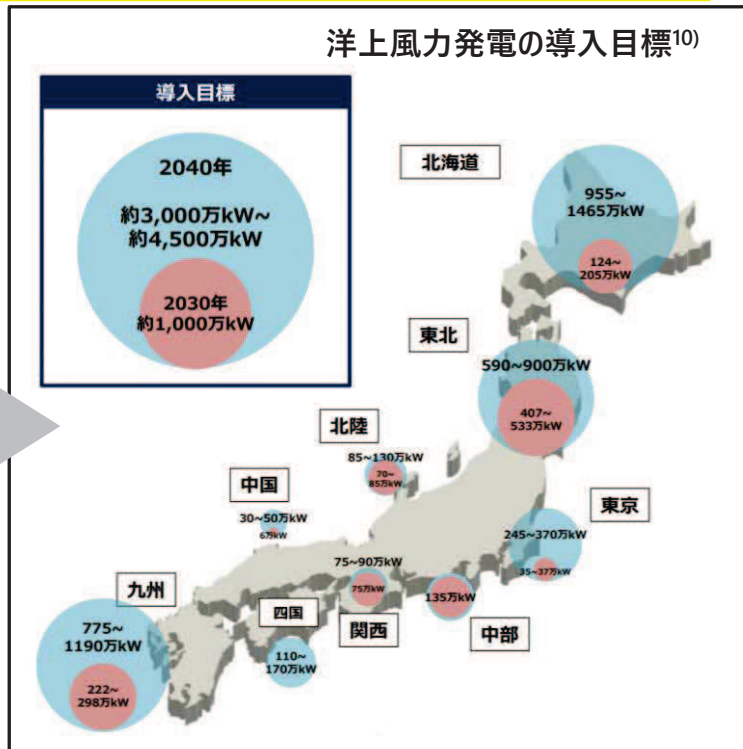 洋上風力発電の導入目標10)
導入目標
2040年
約3,000万kW~
約4,500万kW
2030年
約1,000万kW
北海道
955~
1465万kW
124~
205万kW
東北
590~900万kW
407~
533万kW
北陸
85~130万kW
70~
85万kW
中国
30~50万kW
6万kW
東京
245~370万kW
35~37万kW
75~90万kW
75万kW
関西
135万kW
中部
九州
775~
1190万kW
222~
298万kW
四国
110~
170万kW